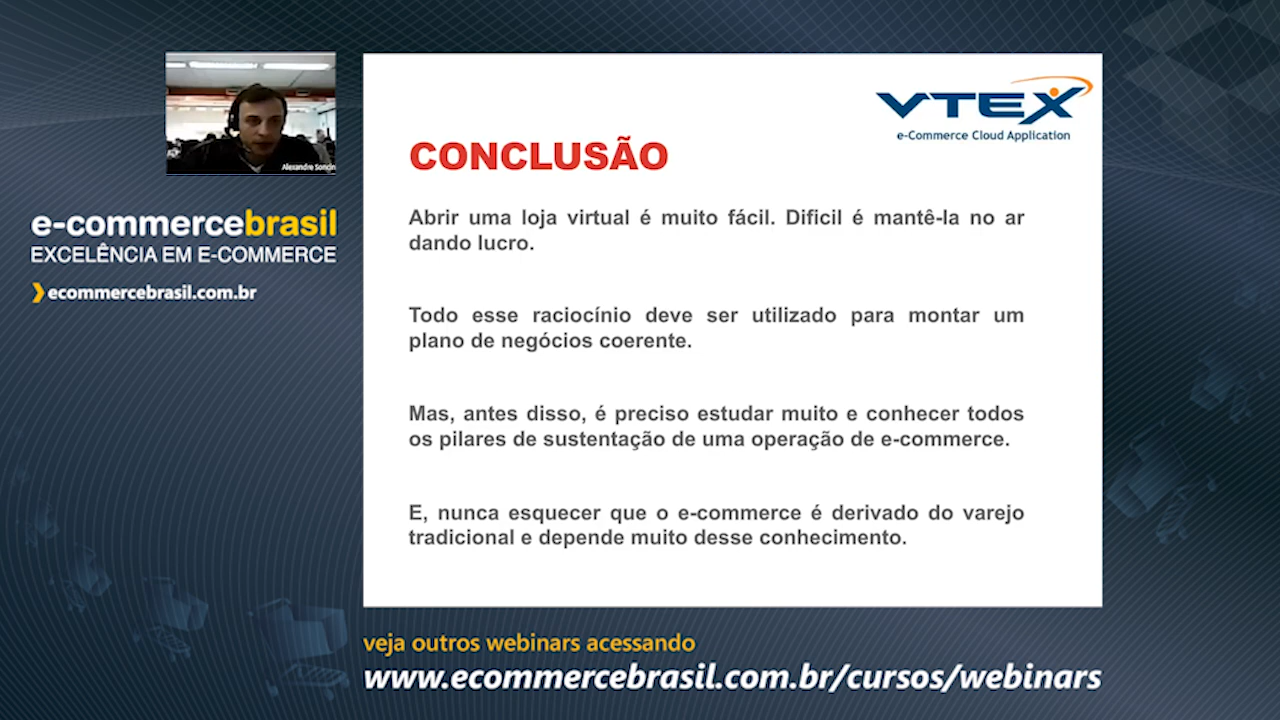 Alexandre Soncin
e-commercebrasil
EXCELÊNCIA EM E-COMMERCE
ecommercebrasil.com.br
VTEX
e-Commerce Cloud Application
CONCLUSÃO
Abrir uma loja virtual é muito fácil. Dificil é mantê-la no ar
dando lucro.
Todo esse raciocínio deve ser utilizado para montar um
plano de negócios coerente.
Mas, antes disso, é preciso estudar muito e conhecer todos
os pilares de sustentação de uma operação de e-commerce.
E, nunca esquecer que o e-commerce é derivado do varejo
tradicional e depende muito desse conhecimento.
veja outros webinars acessando
www.ecommercebrasil.com.br/cursos/webinars